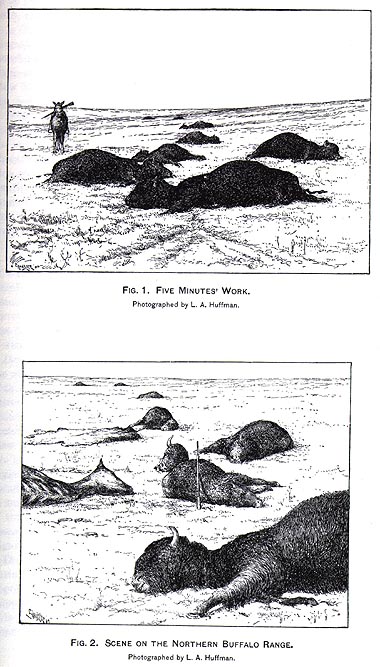 FIG. 1. FIVE MINUTES' WORK.
Photographed by L. A. Huffman.
FIG. 2. SCENE ON THE NORTHERN BUFFALO RANGE.
Photographed by L. A. Huffman.